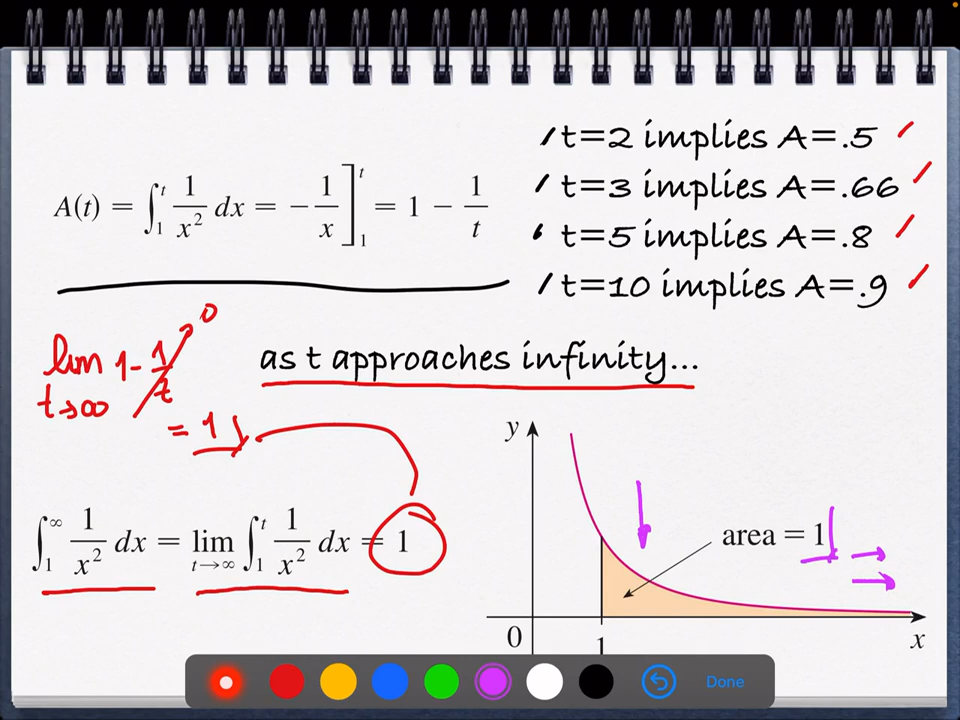 t=2 implies A=.5
t=3 implies A=.66
t=5 implies A=.8
t=10 implies A=.9
A(t) = ∫₁ᵗ 1/x² dx = −1/x ]₁ᵗ = 1 − 1/t
lim t→∞ 1 - 1/t 0
= 1
as t approaches infinity...
∫₁^∞ 1/x² dx = lim t→∞ ∫₁ᵗ 1/x² dx = 1
y
area = 1
0 1 x
Done